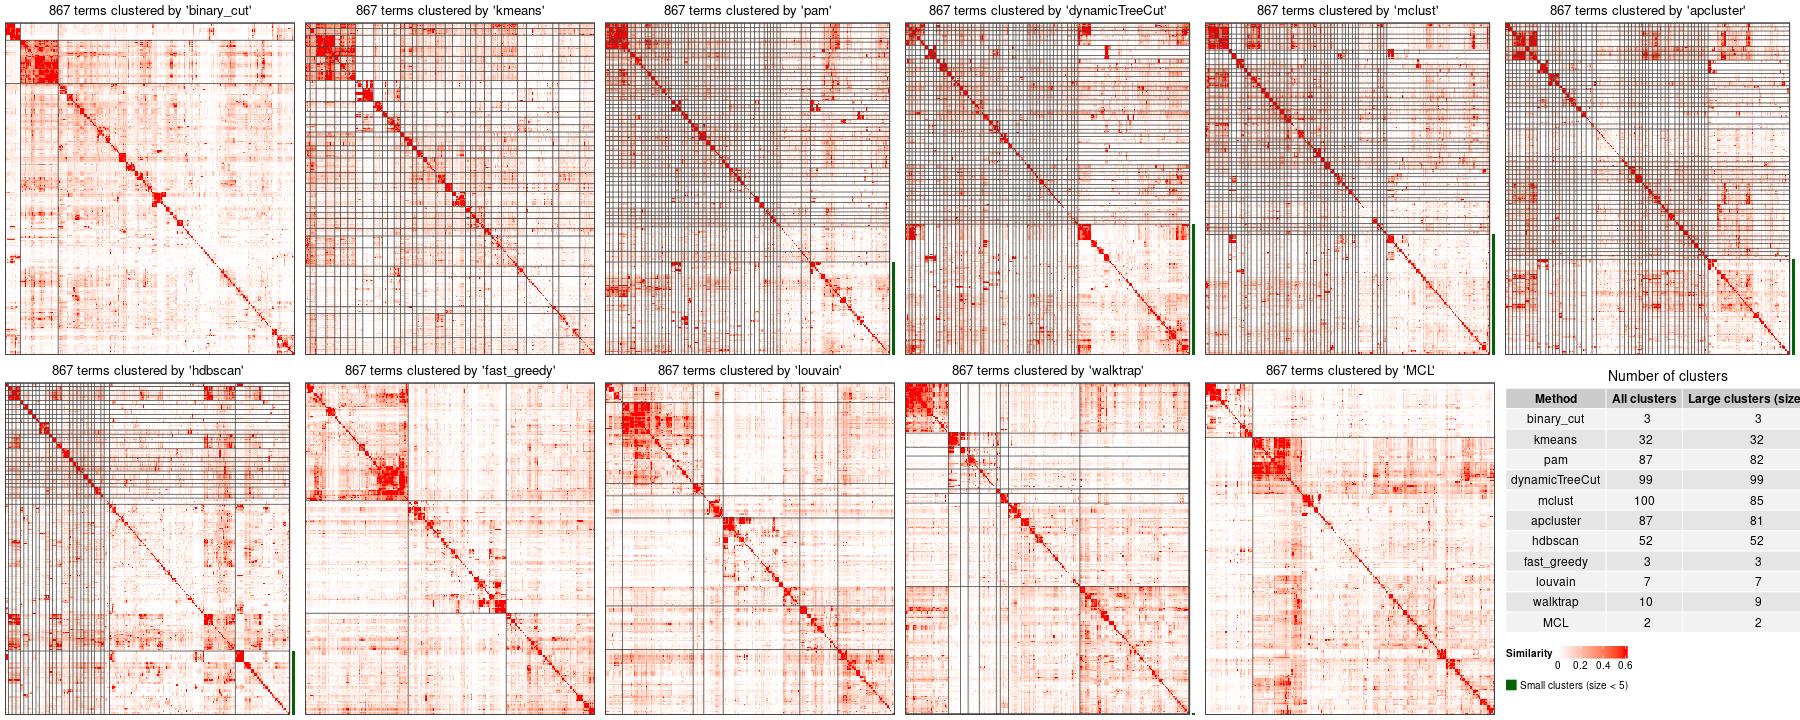 867 terms clustered by 'binary_cut'
867 terms clustered by 'kmeans'
867 terms clustered by 'pam'
867 terms clustered by 'dynamicTreeCut'
867 terms clustered by 'mclust'
867 terms clustered by 'apcluster'
867 terms clustered by 'hdbscan'
867 terms clustered by 'fast_greedy'
867 terms clustered by 'louvain'
867 terms clustered by 'walktrap'
867 terms clustered by 'MCL'
Number of clusters
Method All clusters Large clusters (size
binary_cut 3 3
kmeans 32 32
pam 87 82
dynamicTreeCut 99 99
mclust 100 85
apcluster 87 81
hdbscan 52 52
fast_greedy 3 3
louvain 7 7
walktrap 10 9
MCL 2 2
Similarity
0 0.2 0.4 0.6
Small clusters (size < 5)